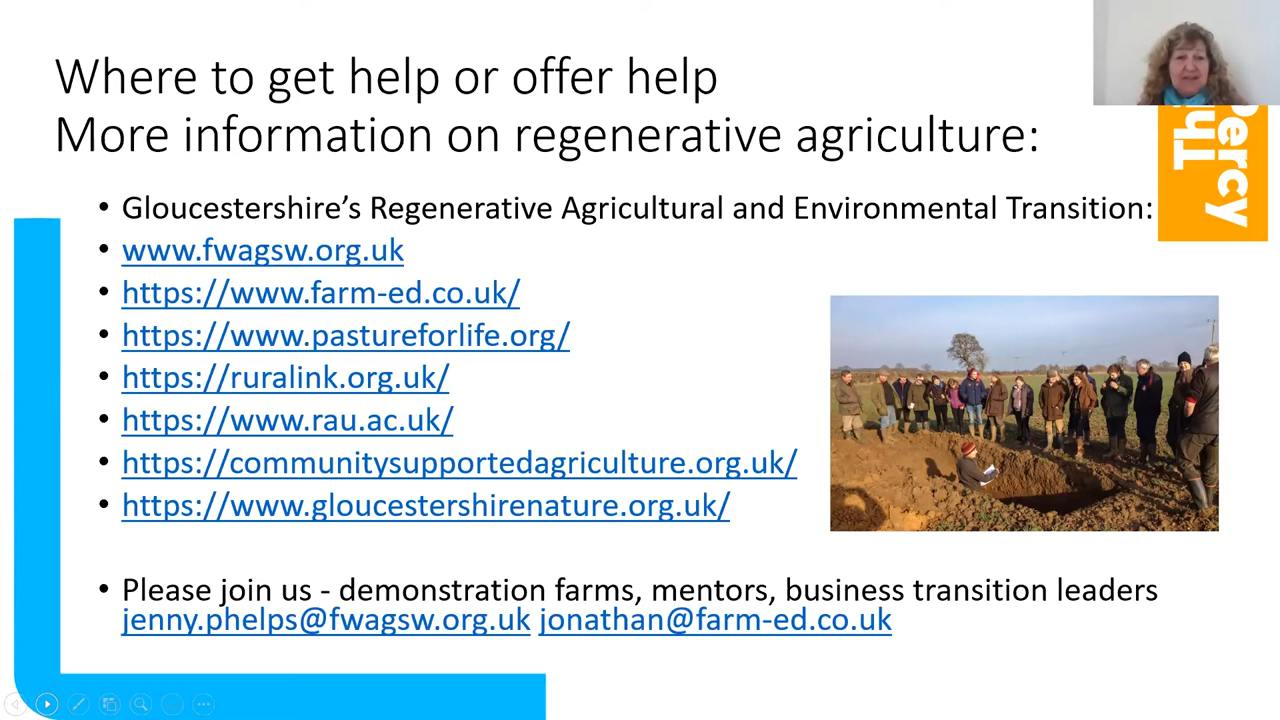 Where to get help or offer help
More information on regenerative agriculture:
• Gloucestershire’s Regenerative Agricultural and Environmental Transition:
• www.fwagsw.org.uk
• https://www.farm-ed.co.uk/
• https://www.pastureforlife.org/
• https://ruralink.org.uk/
• https://www.rau.ac.uk/
• https://communitysupportedagriculture.org.uk/
• https://www.gloucestershirenature.org.uk/
• Please join us - demonstration farms, mentors, business transition leaders
jenny.phelps@fwagsw.org.uk jonathan@farm-ed.co.uk